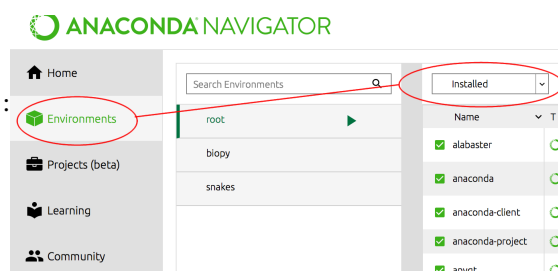 ANACONDA NAVIGATOR
Home
Environments
Projects (beta)
Learning
Community
Search Environments
root
biopy
snakes
Installed
Name T
alabaster
anaconda
anaconda-client
anaconda-project